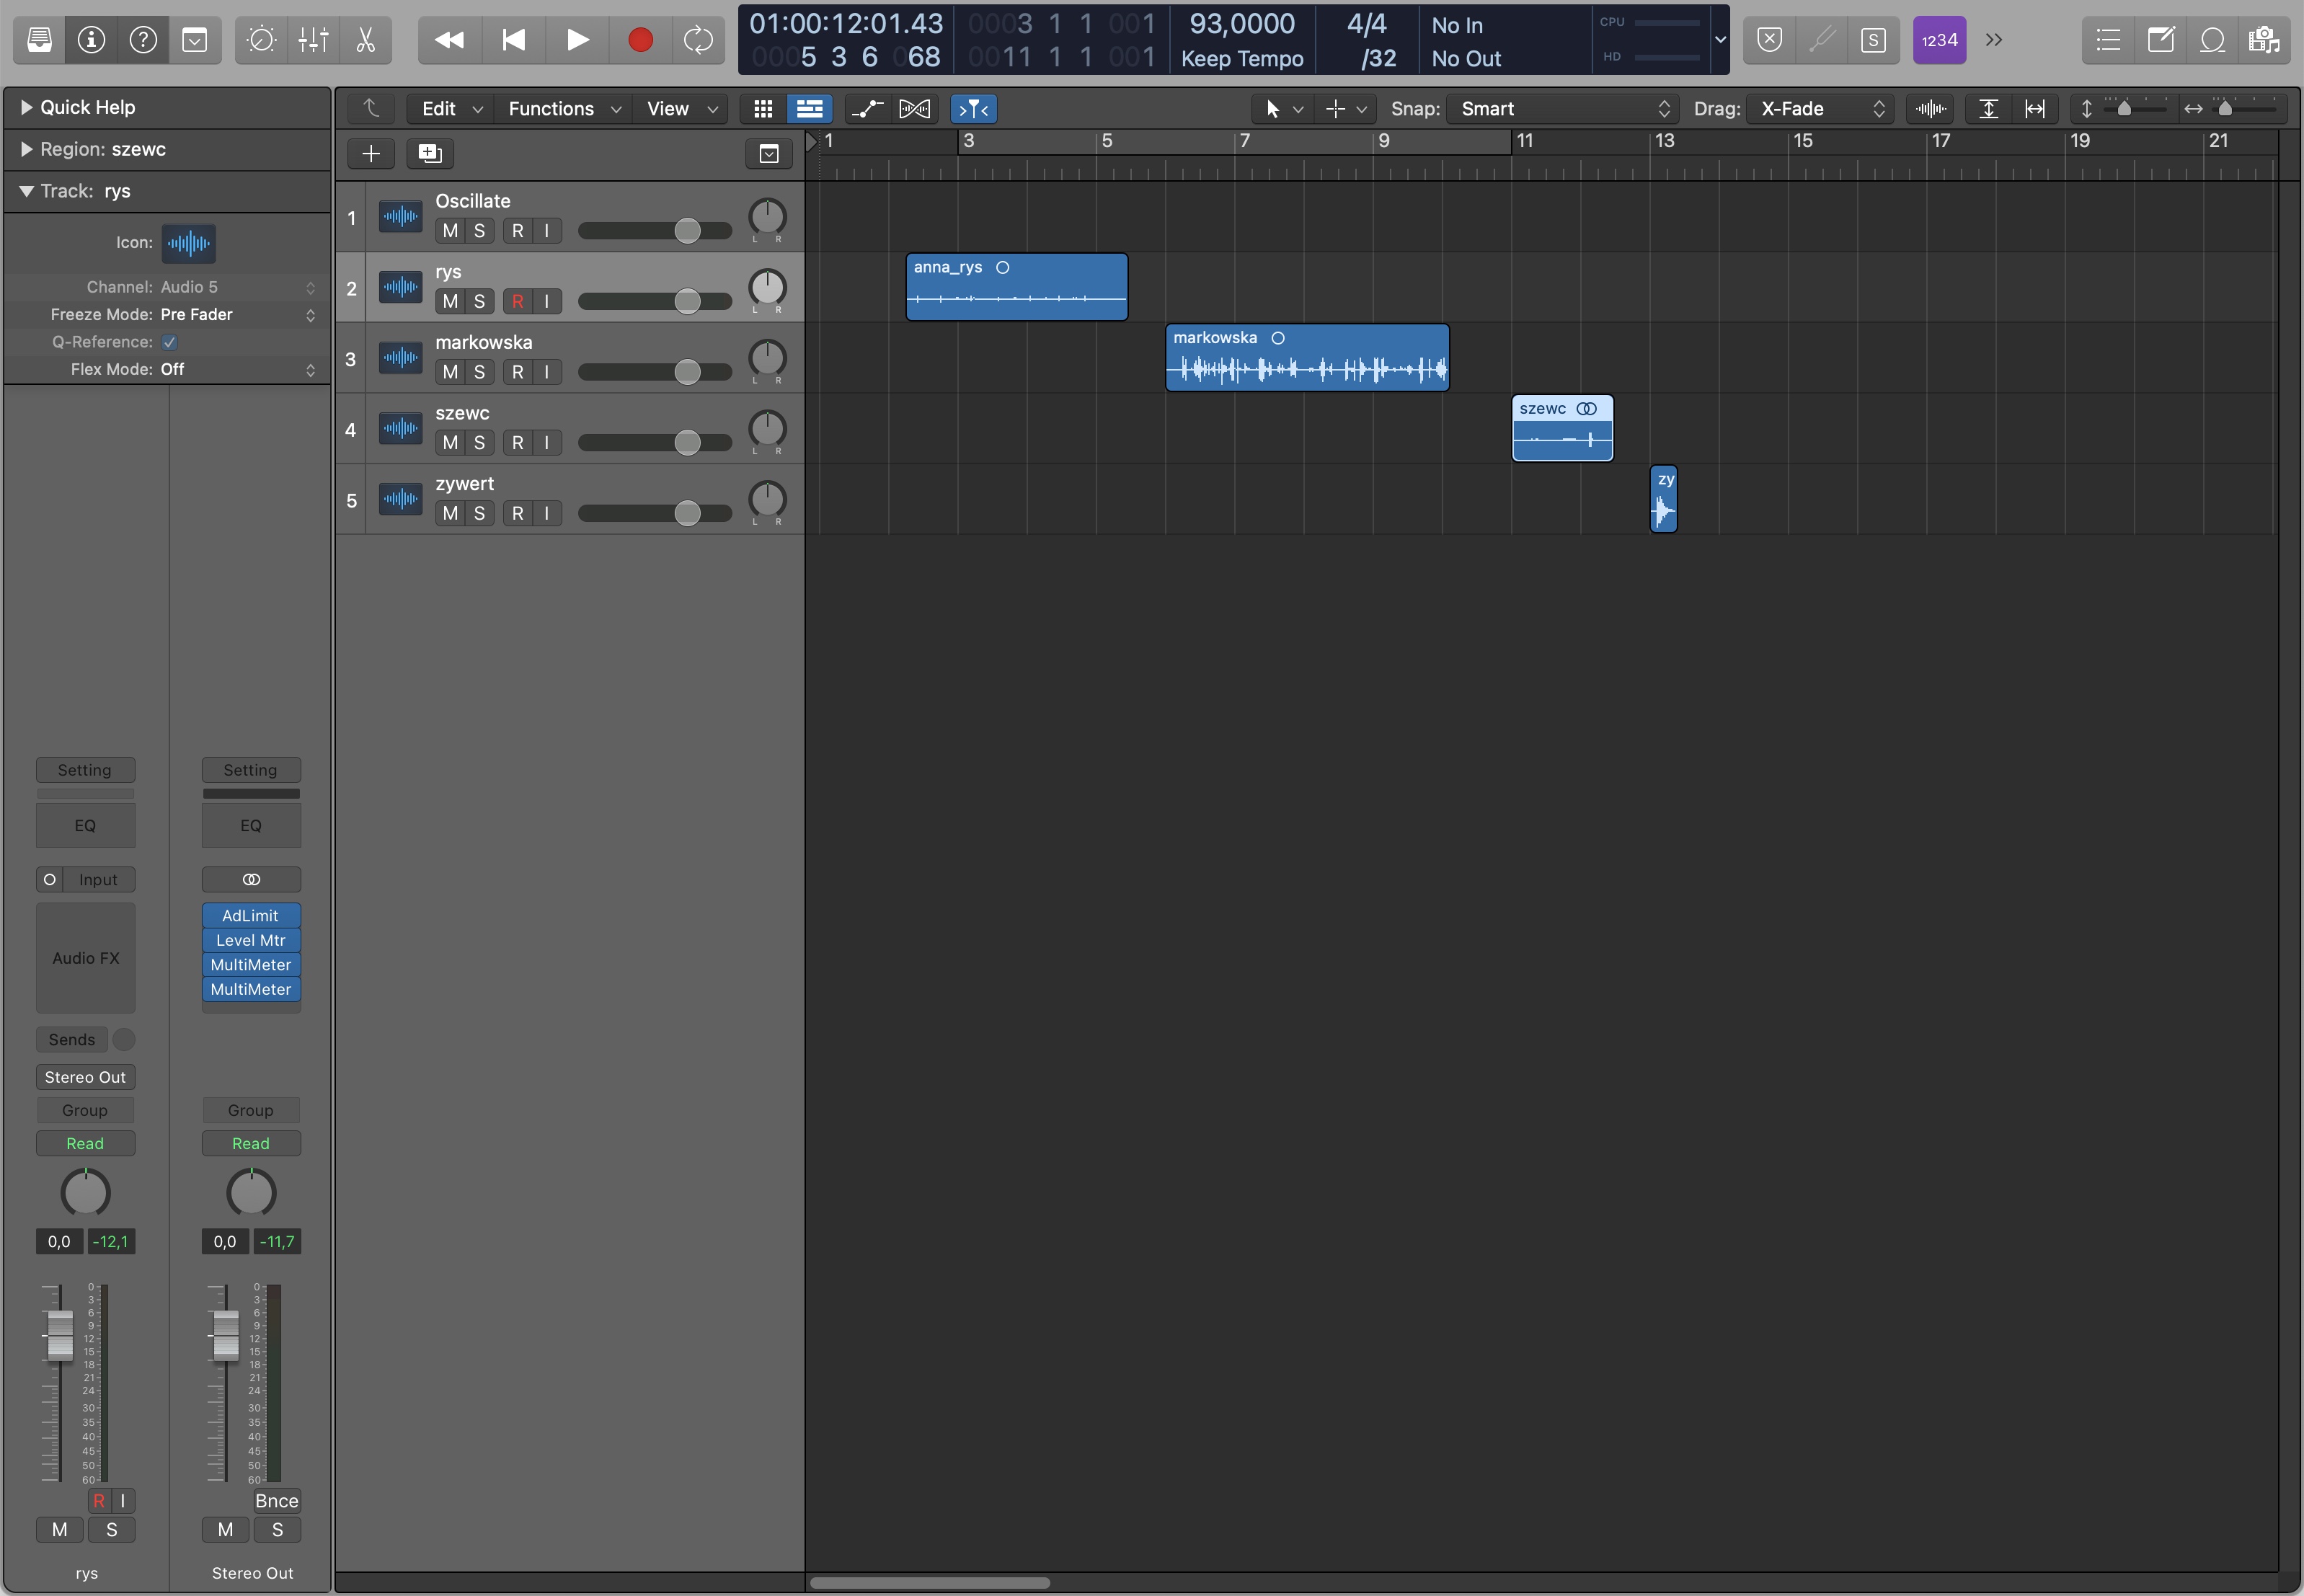 01:00:12:01.43
0003 1 1 001
93,0000
4/4
No In
CPU
0005 3 6 068
0011 1 1 001
Keep Tempo
/32
No Out
HD
S
1234
Quick Help
Edit
Functions
View
Snap: Smart
Drag: X-Fade
Region: szewc
1 3 5 7 9 11 13 15 17 19 21
Track: rys
Icon:
Channel: Audio 5
Freeze Mode: Pre Fader
Q-Reference:
Flex Mode: Off
1
Oscillate
M S R I
L R
2
rys
M S R I
L R
anna_rys
3
markowska
M S R I
L R
markowska
4
szewc
M S R I
L R
szewc
5
zywert
M S R I
L R
zy
Setting
Setting
EQ
EQ
Input
Audio FX
AdLimit
Level Mtr
MultiMeter
MultiMeter
Sends
Stereo Out
Group
Group
Read
Read
0,0 -12,1
0,0 -11,7
0 3 6 9 12 15 18 21 24 30 35 40 45 50 60
0 3 6 9 12 15 18 21 24 30 35 40 45 50 60
R I
Bnce
M S
M S
rys
Stereo Out